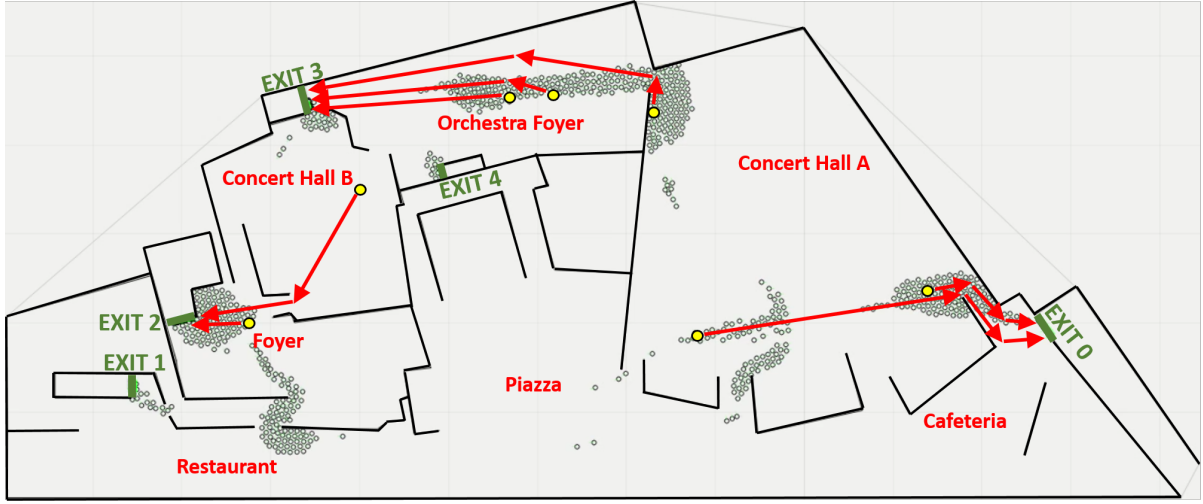 EXIT 3
Orchestra Foyer
Concert Hall A
Concert Hall B
EXIT 4
EXIT 2
Foyer
EXIT 0
EXIT 1
Piazza
Cafeteria
Restaurant